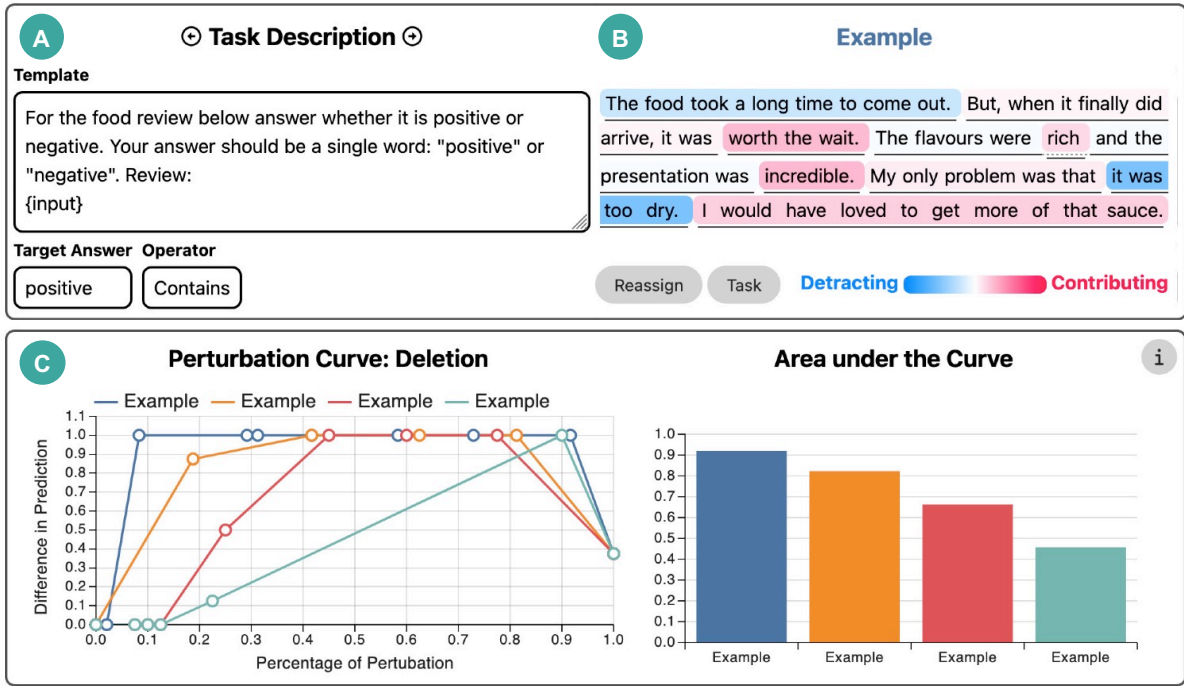 A
Task Description
Template
For the food review below answer whether it is positive or
negative. Your answer should be a single word: "positive" or
"negative". Review:
{input}
Target Answer Operator
positive Contains
B
Example
The food took a long time to come out. But, when it finally did
arrive, it was worth the wait. The flavours were rich and the
presentation was incredible. My only problem was that it was
too dry. I would have loved to get more of that sauce.
Reassign Task Detracting Contributing
C
Perturbation Curve: Deletion
Example Example Example Example
1.1
1.0
0.9
0.8
0.7
0.6
0.5
0.4
0.3
0.2
0.1
0.0
Difference in Prediction
0.0 0.1 0.2 0.3 0.4 0.5 0.6 0.7 0.8 0.9 1.0
Percentage of Pertubation
Area under the Curve
i
1.0
0.9
0.8
0.7
0.6
0.5
0.4
0.3
0.2
0.1
0.0
Example Example Example Example